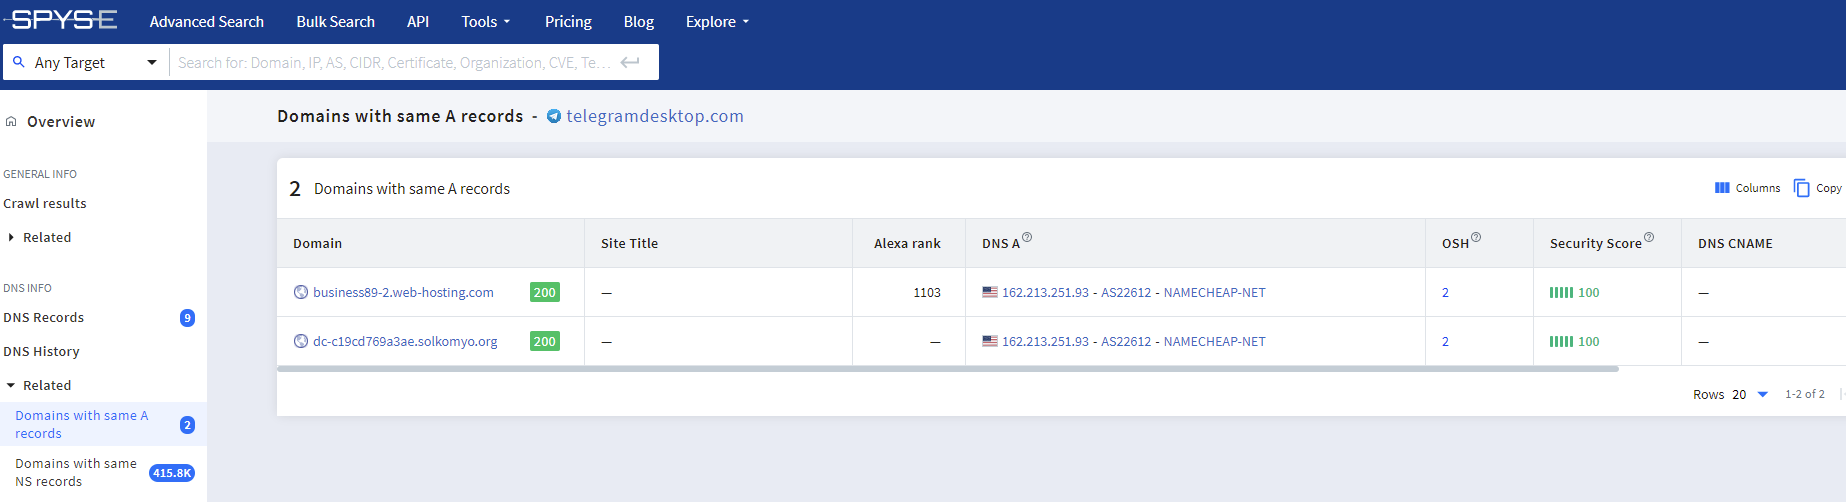 SPYSE Advanced Search Bulk Search API Tools Pricing Blog Explore
Any Target Search for: Domain, IP, AS, CIDR, Certificate, Organization, CVE, Te...
Overview
GENERAL INFO
Crawl results
Related
DNS INFO
DNS Records 9
DNS History
Related
Domains with same A
records 2
Domains with same
NS records 415.8K
Domains with same A records - telegramdesktop.com
2 Domains with same A records Columns Copy
Domain Site Title Alexa rank DNS A OSH Security Score DNS CNAME
business89-2.web-hosting.com 200 — 1103 162.213.251.93 - AS22612 - NAMECHEAP-NET 2 100 —
dc-c19cd769a3ae.solkomyo.org 200 — — 162.213.251.93 - AS22612 - NAMECHEAP-NET 2 100 —
Rows 20 1-2 of 2